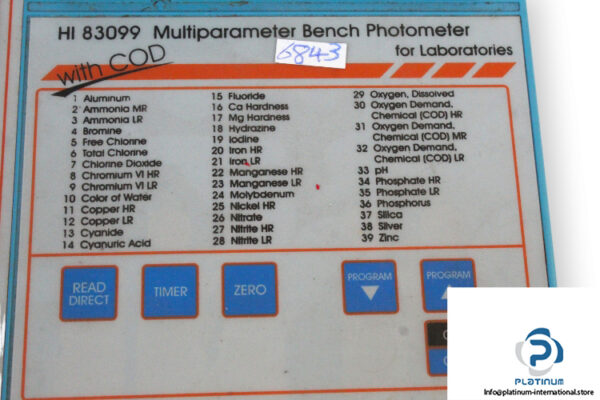 HI 83099 Multiparameter Bench Photometer
6843
for Laboratories
with COD
1 Aluminum
2 Ammonia MR
3 Ammonia LR
4 Bromine
5 Free Chlorine
6 Total Chlorine
7 Chlorine Dioxide
8 Chromium VI HR
9 Chromium VI LR
10 Color of Water
11 Copper HR
12 Copper LR
13 Cyanide
14 Cyanuric Acid
15 Fluoride
16 Ca Hardness
17 Mg Hardness
18 Hydrazine
19 Iodine
20 Iron HR
21 Iron LR
22 Manganese HR
23 Manganese LR
24 Molybdenum
25 Nickel HR
26 Nitrate
27 Nitrite HR
28 Nitrite LR
29 Oxygen, Dissolved
30 Oxygen Demand,
Chemical (COD) HR
31 Oxygen Demand,
Chemical (COD) MR
32 Oxygen Demand,
Chemical (COD) LR
33 pH
34 Phosphate HR
35 Phosphate LR
36 Phosphorus
37 Silica
38 Silver
39 Zinc
READ
DIRECT
TIMER
ZERO
PROGRAM
PROGRAM
PLATINUM
Info@platinum-international.store